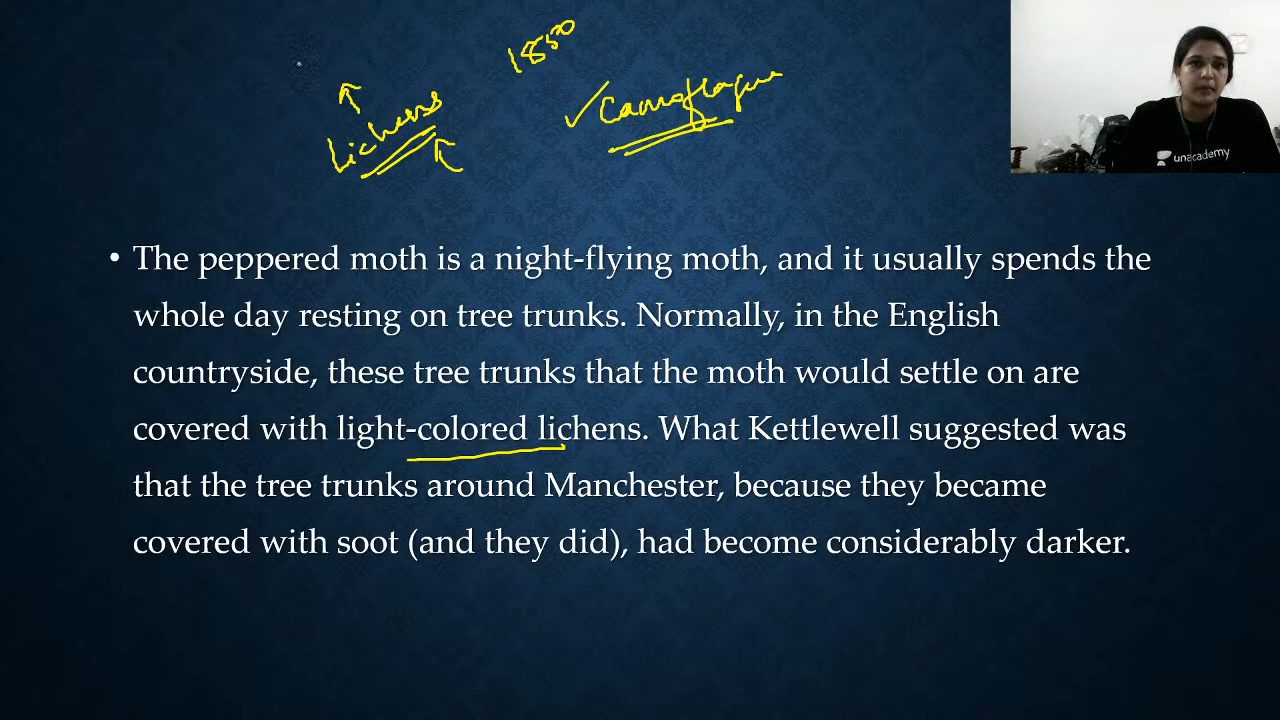 1850
Lichens
Camoflague
unacademy
• The peppered moth is a night-flying moth, and it usually spends the
whole day resting on tree trunks. Normally, in the English
countryside, these tree trunks that the moth would settle on are
covered with light-colored lichens. What Kettlewell suggested was
that the tree trunks around Manchester, because they became
covered with soot (and they did), had become considerably darker.